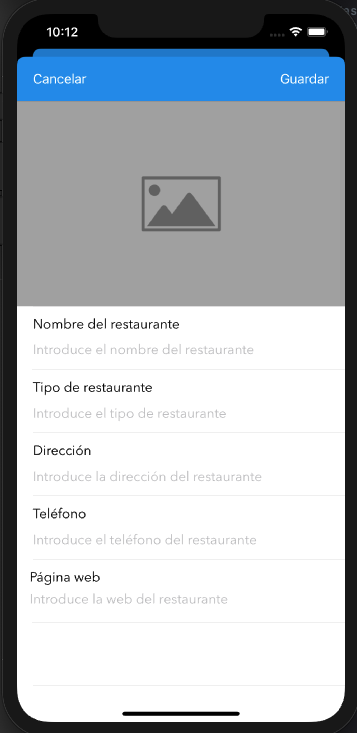 as
10:12
Cancelar Guardar
Nombre del restaurante
Introduce el nombre del restaurante
Tipo de restaurante
Introduce el tipo de restaurante
Dirección
Introduce la dirección del restaurante
Teléfono
Introduce el teléfono del restaurante
Página web
Introduce la web del restaurante